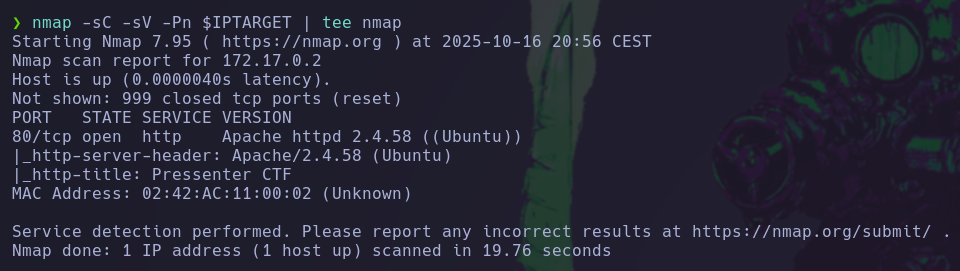 ❯ nmap -sC -sV -Pn $IPTARGET | tee nmap
Starting Nmap 7.95 ( https://nmap.org ) at 2025-10-16 20:56 CEST
Nmap scan report for 172.17.0.2
Host is up (0.0000040s latency).
Not shown: 999 closed tcp ports (reset)
PORT   STATE SERVICE VERSION
80/tcp open  http    Apache httpd 2.4.58 ((Ubuntu))
|_http-server-header: Apache/2.4.58 (Ubuntu)
|_http-title: Pressenter CTF
MAC Address: 02:42:AC:11:00:02 (Unknown)

Service detection performed. Please report any incorrect results at https://nmap.org/submit/ .
Nmap done: 1 IP address (1 host up) scanned in 19.76 seconds